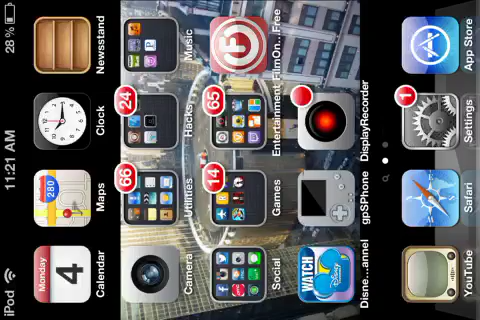 iPod 11:21 AM 28 %
Monday
4
280
Calendar Maps Clock Newsstand
66 24
Camera Utilities Hacks Music
14 65
Social Games Entertainment FilmOn...Free
WATCH
Disney
Disne...annel gpSPhone DisplayRecorder
1
YouTube Safari Settings App Store